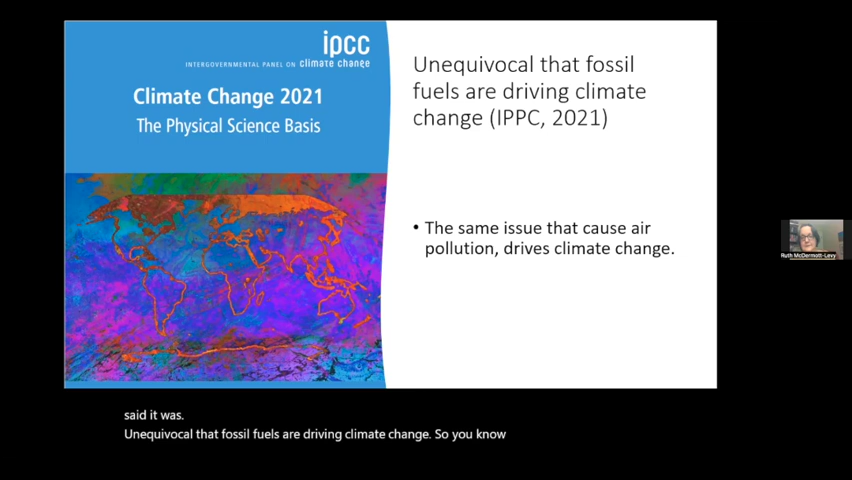 ipcc
INTERGOVERNMENTAL PANEL ON climate change
Climate Change 2021
The Physical Science Basis
Unequivocal that fossil
fuels are driving climate
change (IPPC, 2021)
• The same issue that cause air
pollution, drives climate change.
Ruth McDermott-Levy
said it was.
Unequivocal that fossil fuels are driving climate change. So you know